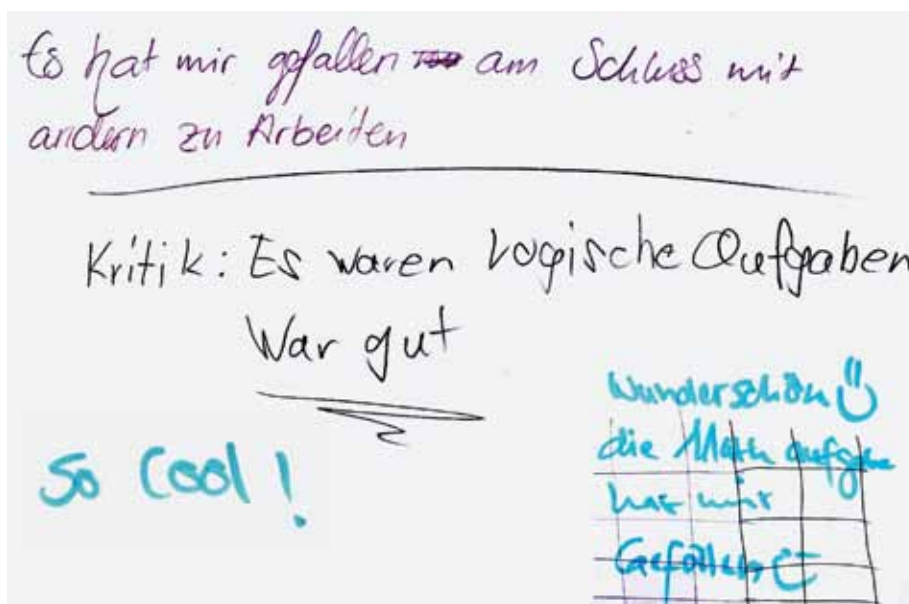 Es hat mir gefallen am Schluss mit
andern zu Arbeiten
Kritik: Es waren Logische Aufgaben
War gut
So Cool!
Wunderschön
die Math aufgabe
hat mir
Gefallen